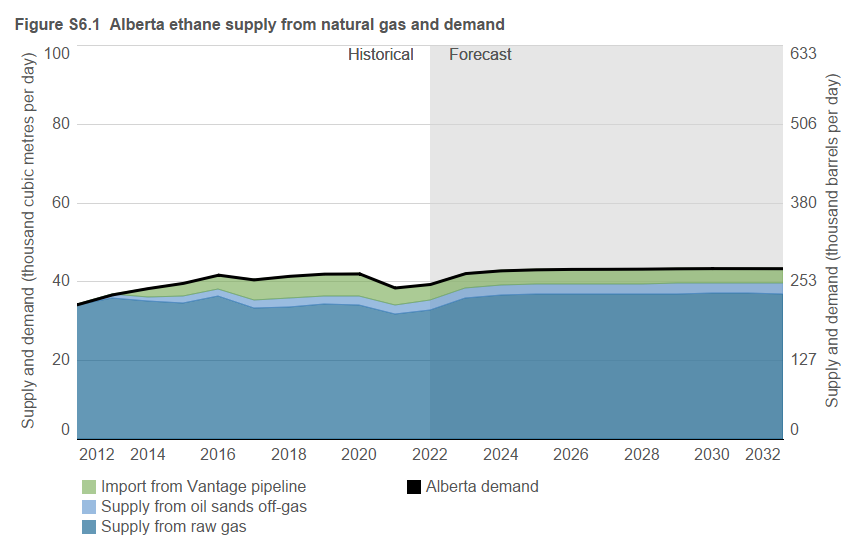 Figure S6.1 Alberta ethane supply from natural gas and demand
Supply and demand (thousand cubic metres per day)
100
80
60
40
20
0
Historical
Forecast
633
506
380
253
127
0
Supply and demand (thousand barrels per day)
2012 2014 2016 2018 2020 2022 2024 2026 2028 2030 2032
Import from Vantage pipeline
Alberta demand
Supply from oil sands off-gas
Supply from raw gas